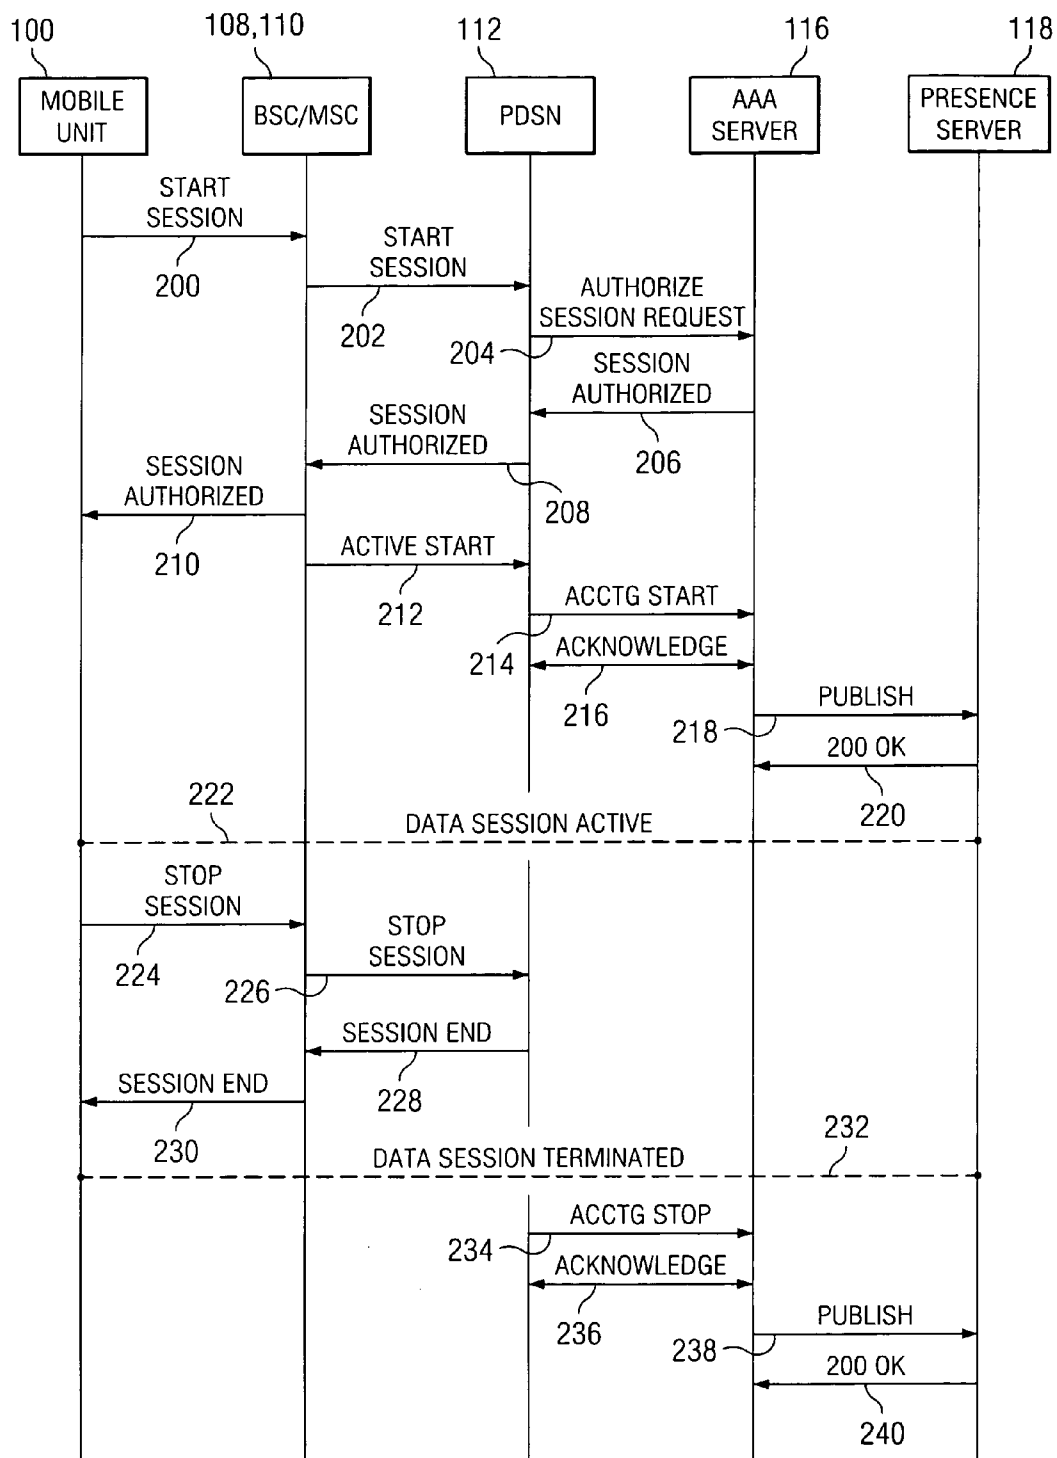 100
108,110
112
116
118
MOBILE
UNIT
BSC/MSC
PDSN
AAA
SERVER
PRESENCE
SERVER
START
SESSION
200
START
SESSION
202
AUTHORIZE
SESSION REQUEST
204
SESSION
AUTHORIZED
206
SESSION
AUTHORIZED
208
SESSION
AUTHORIZED
210
ACTIVE START
212
ACCTG START
214
ACKNOWLEDGE
216
PUBLISH
218
200 OK
220
222
DATA SESSION ACTIVE
STOP
SESSION
224
STOP
SESSION
226
SESSION END
228
SESSION END
230
232
DATA SESSION TERMINATED
ACCTG STOP
234
ACKNOWLEDGE
236
PUBLISH
238
200 OK
240